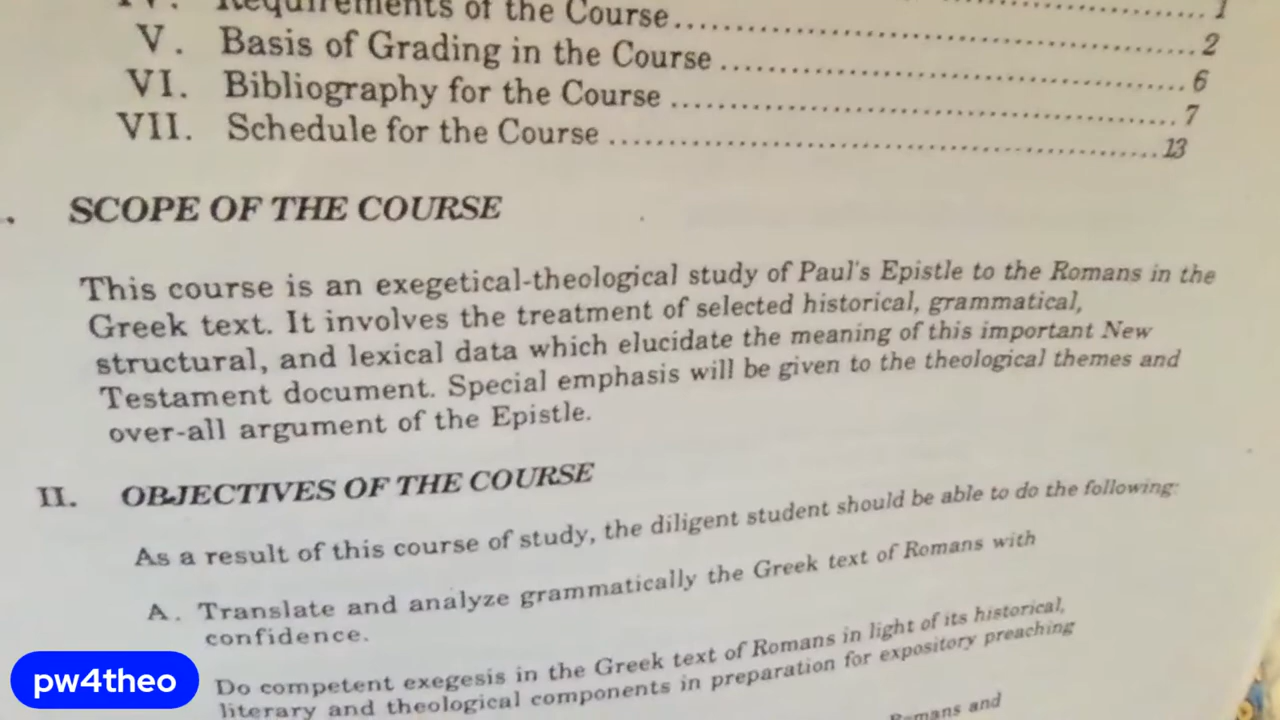 IV. Requirements of the Course ........ 1
V. Basis of Grading in the Course ........ 2
VI. Bibliography for the Course ........ 6
VII. Schedule for the Course ........ 7
13
. SCOPE OF THE COURSE
This course is an exegetical-theological study of Paul's Epistle to the Romans in the
Greek text. It involves the treatment of selected historical, grammatical,
structural, and lexical data which elucidate the meaning of this important New
Testament document. Special emphasis will be given to the theological themes and
over-all argument of the Epistle.
II. OBJECTIVES OF THE COURSE
As a result of this course of study, the diligent student should be able to do the following:
A. Translate and analyze grammatically the Greek text of Romans with
confidence.
Do competent exegesis in the Greek text of Romans in light of its historical,
literary and theological components in preparation for expository preaching
Romans and
pw4theo